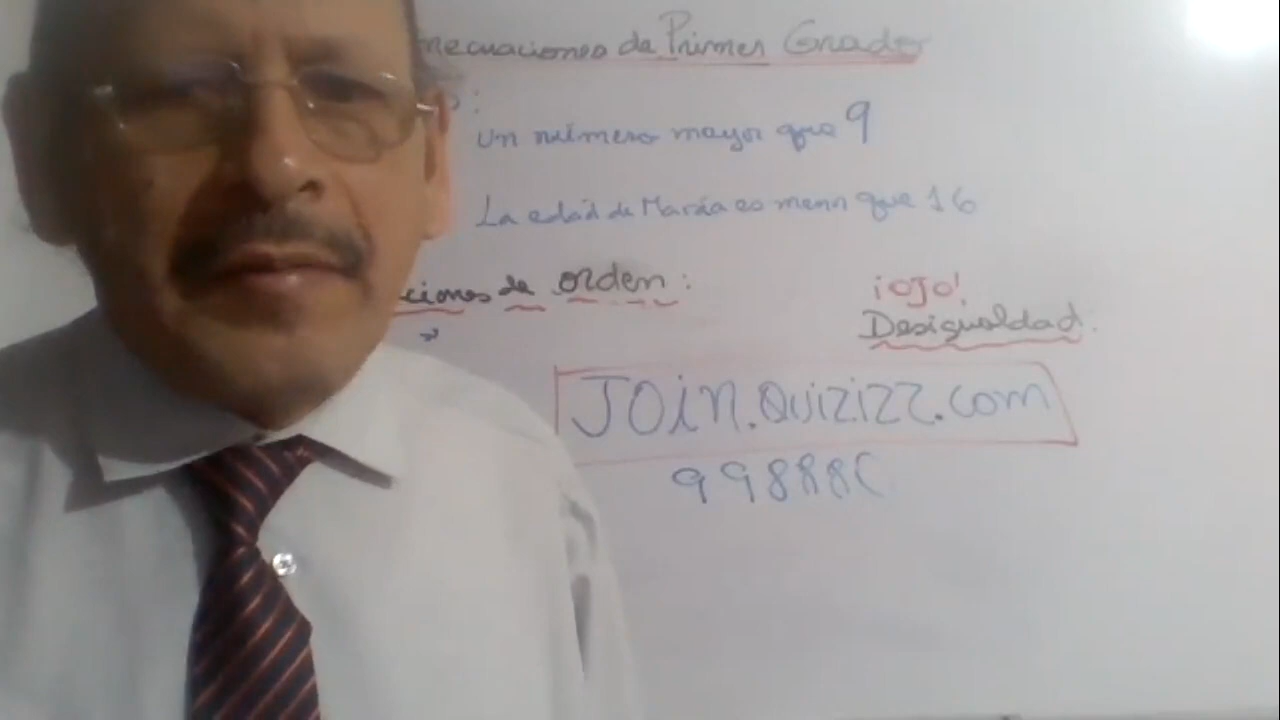 necuaciones de Primer Grado
o:
un número mayor que 9
La edad de María es menor que 16
ciones de orden:
¡OJO!
Desigualdad.
JOin.Quizizz.com
99888